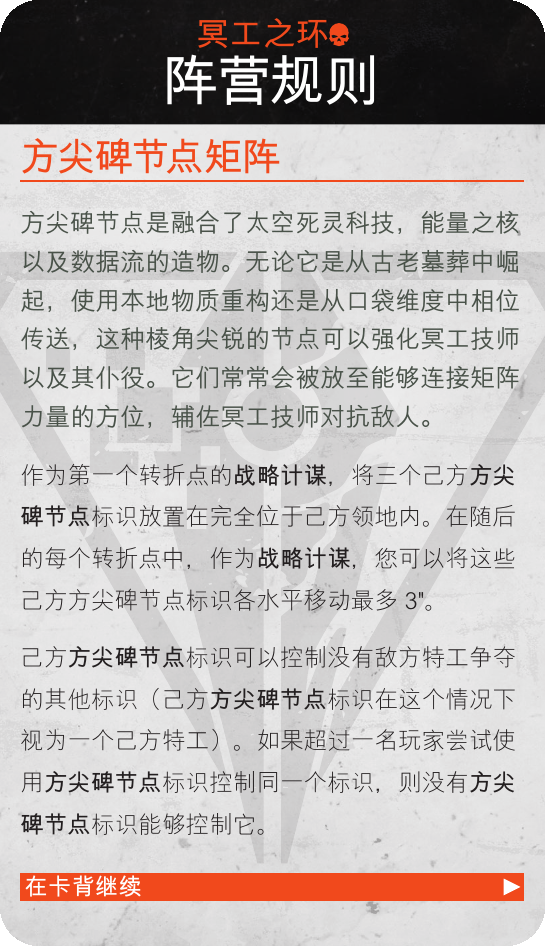 冥工之环
阵营规则
方尖碑节点矩阵
方尖碑节点是融合了太空死灵科技，能量之核
以及数据流的造物。无论它是从古老墓葬中崛
起，使用本地物质重构还是从口袋维度中相位
传送，这种棱角尖锐的节点可以强化冥工技师
以及其仆役。它们常常会被放至能够连接矩阵
力量的方位，辅佐冥工技师对抗敌人。
作为第一个转折点的战略计谋，将三个己方方尖
碑节点标识放置在完全位于己方领地内。在随后
的每个转折点中，作为战略计谋，您可以将这些
己方方尖碑节点标识各水平移动最多 3"。
己方方尖碑节点标识可以控制没有敌方特工争夺
的其他标识（己方方尖碑节点标识在这个情况下
视为一个己方特工）。如果超过一名玩家尝试使
用方尖碑节点标识控制同一个标识，则没有方尖
碑节点标识能够控制它。
在卡背继续